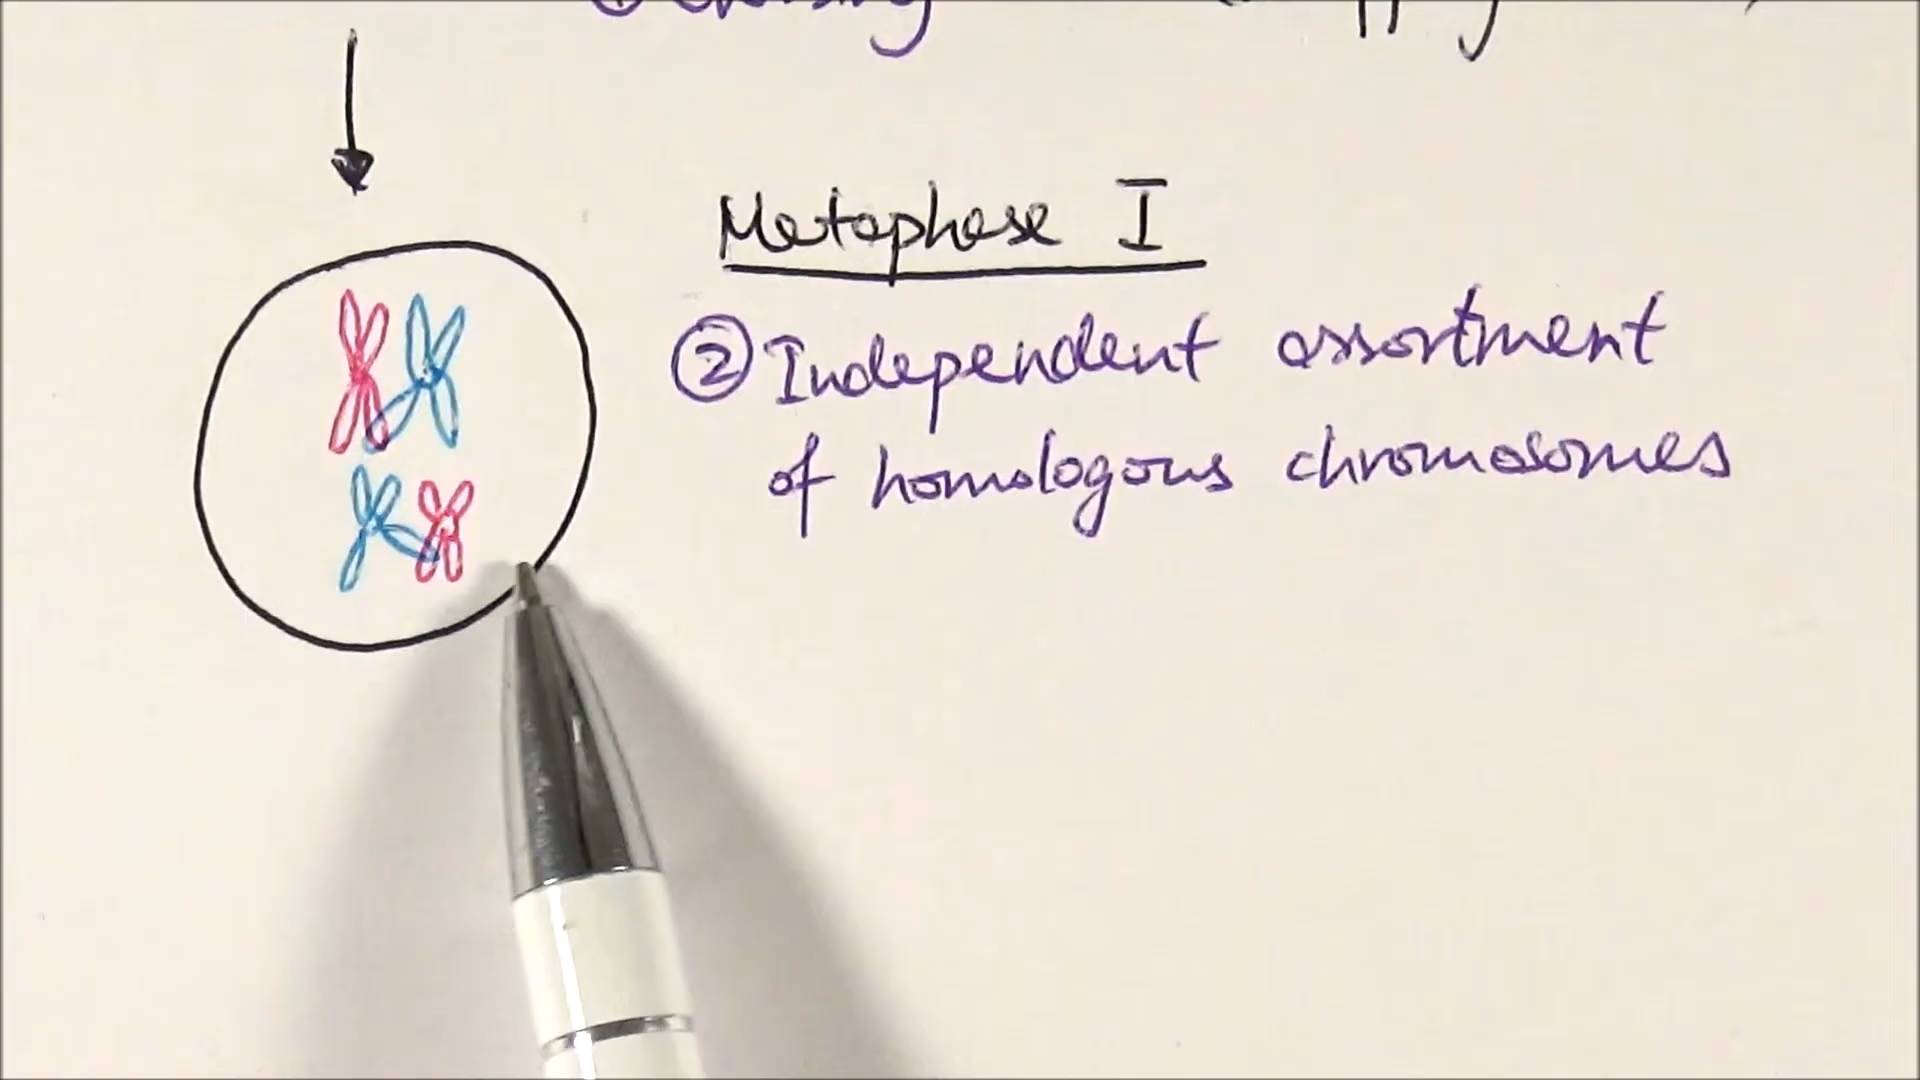 Metaphase I
② Independent assortment
of homologous chromosomes